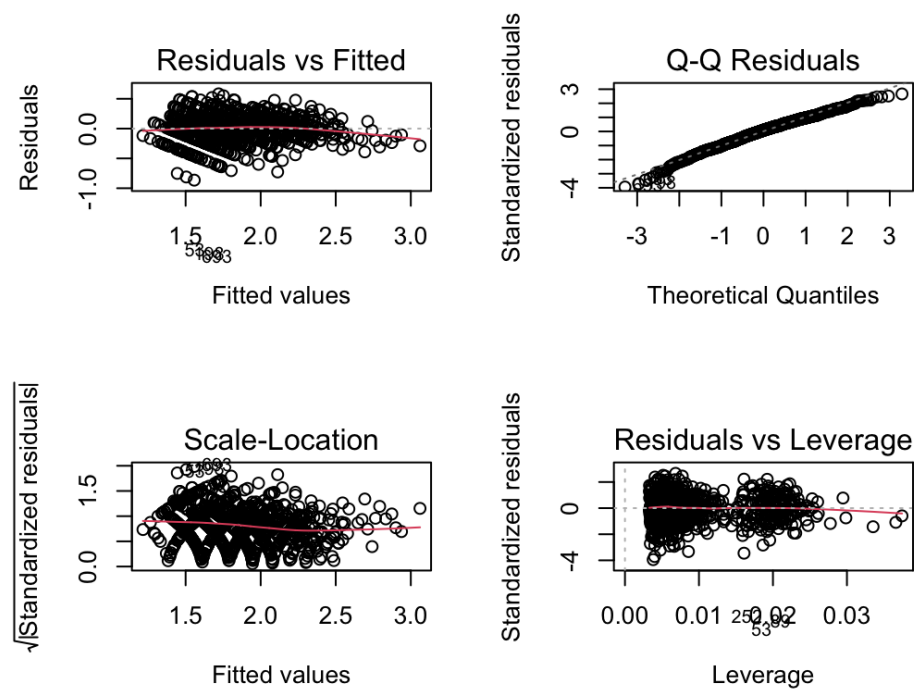 Residuals vs Fitted
Residuals
0.0
-1.0
1.5 2.0 2.5 3.0
Fitted values
Q-Q Residuals
Standardized residuals
3
0
-4
-3 -1 0 1 2 3
Theoretical Quantiles
Scale-Location
√|Standardized residuals|
1.5
0.0
1.5 2.0 2.5 3.0
Fitted values
Residuals vs Leverage
Standardized residuals
0
-4
0.00 0.01 0.02 0.03
53
Leverage